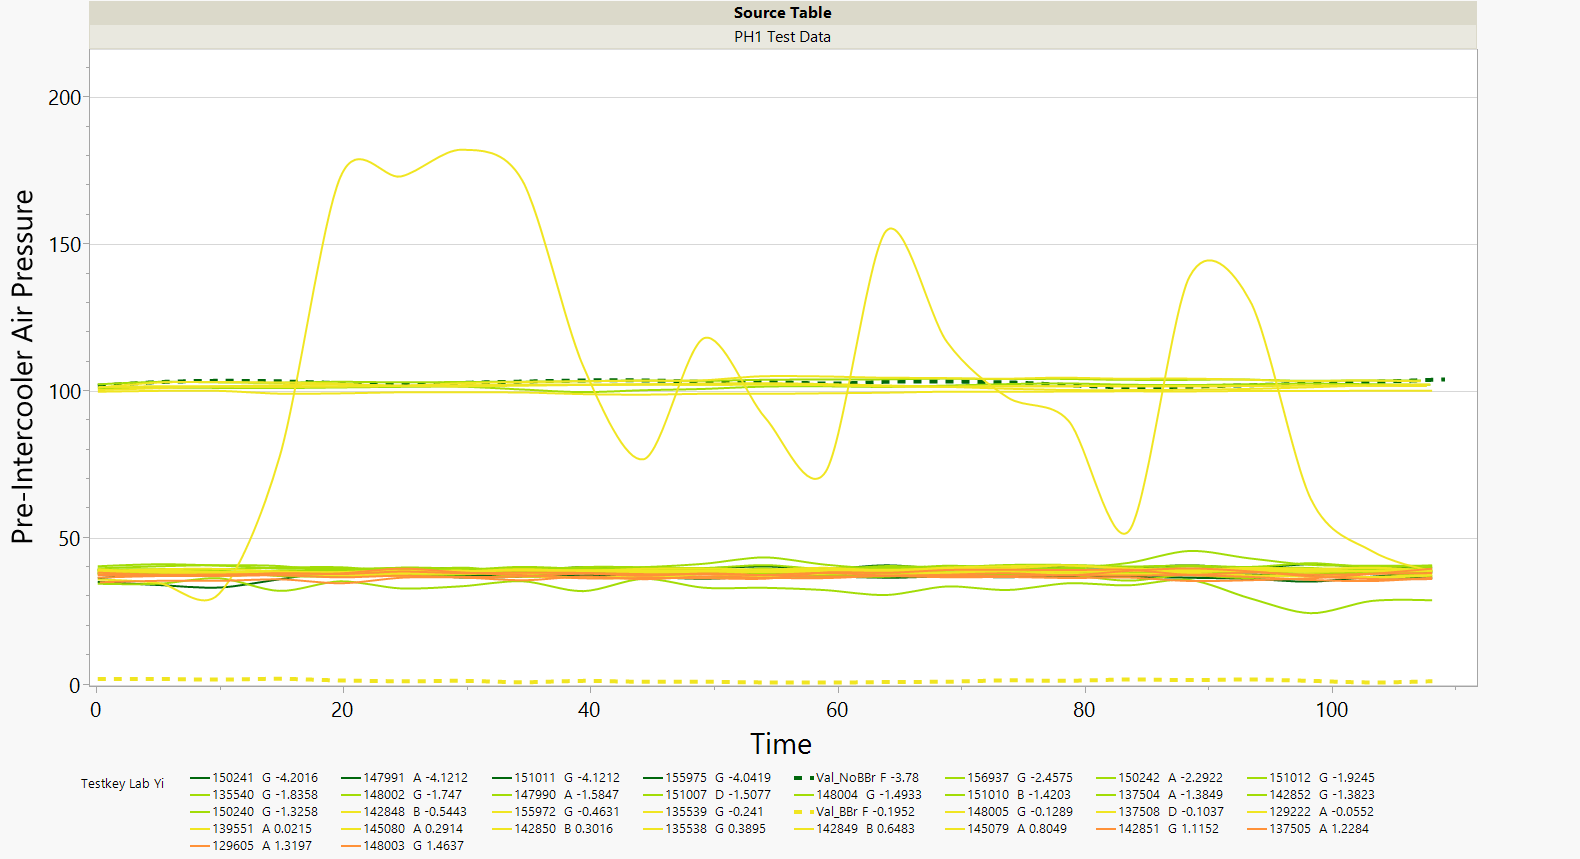 Source Table
PH1 Test Data
200
150
100
50
0
Pre-Intercooler Air Pressure
0 20 40 60 80 100
Time
Testkey Lab Yi
150241 G -4.2016 147991 A -4.1212 151011 G -4.1212 155975 G -4.0419 Val_NoBBr F -3.78 156937 G -2.4575 150242 A -2.2922 151012 G -1.9245
135540 G -1.8358 148002 G -1.747 147990 A -1.5847 151007 D -1.5077 148004 G -1.4933 151010 B -1.4203 137504 A -1.3849 142852 G -1.3823
150240 G -1.3258 142848 B -0.5443 155972 G -0.4631 135539 G -0.241 Val_BBr F -0.1952 148005 G -0.1289 137508 D -0.1037 129222 A -0.0552
139551 A 0.0215 145080 A 0.2914 142850 B 0.3016 135538 G 0.3895 142849 B 0.6483 145079 A 0.8049 142851 G 1.1152 137505 A 1.2284
129605 A 1.3197 148003 G 1.4637